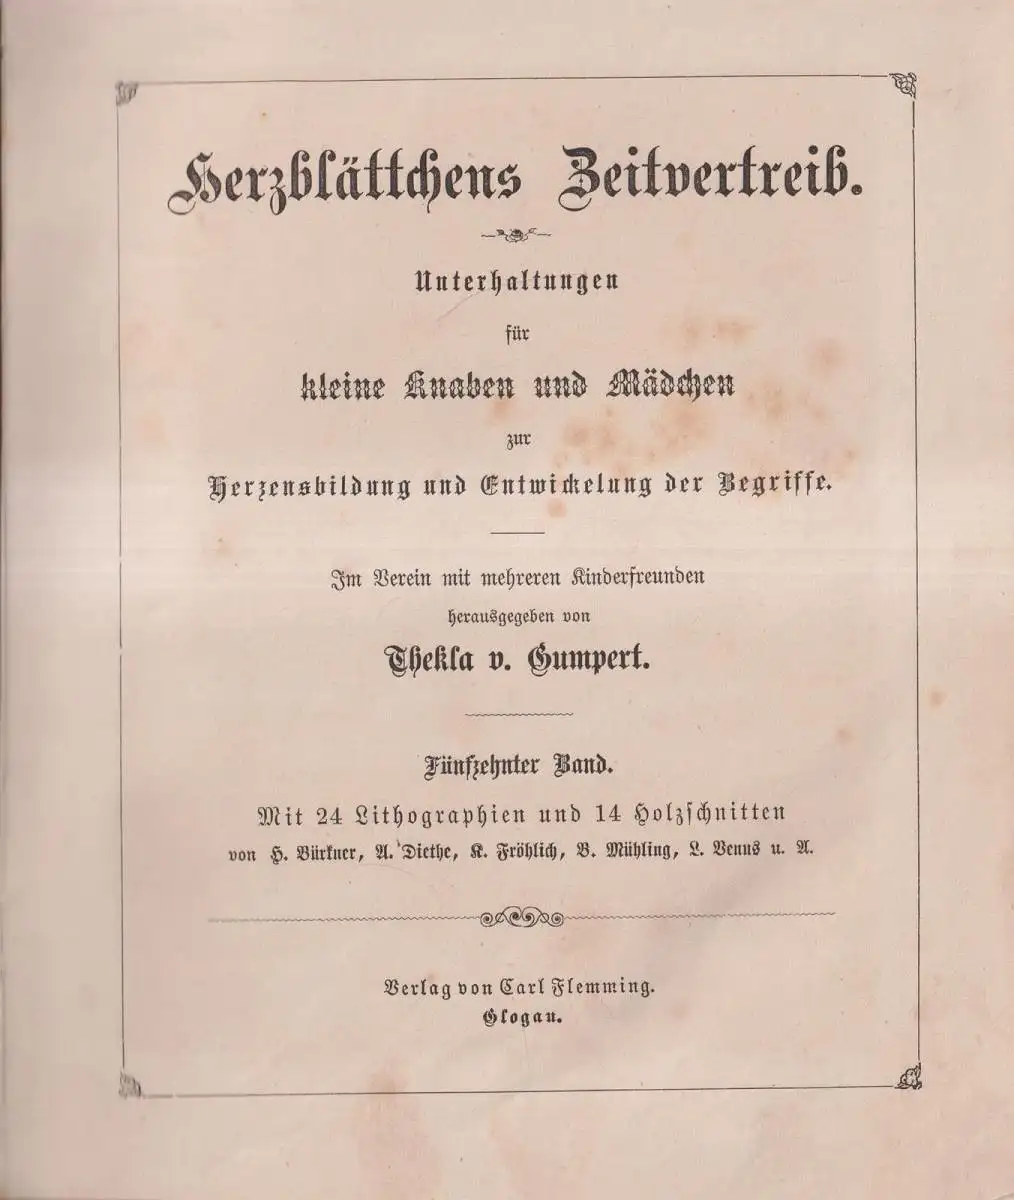 Herzblättchens Zeitvertreib.
Unterhaltungen
für
kleine Knaben und Mädchen
zur
Herzensbildung und Entwickelung der Begriffe.
Im Verein mit mehreren Kinderfreunden
herausgegeben von
Thekla v. Gumpert.
Fünfzehnter Band.
Mit 24 Lithographien und 14 Holzschnitten
von H. Bürkner, A. Diethe, K. Fröhlich, B. Mühling, L. Venus u. A.
Verlag von Carl Flemming.
Glogau.